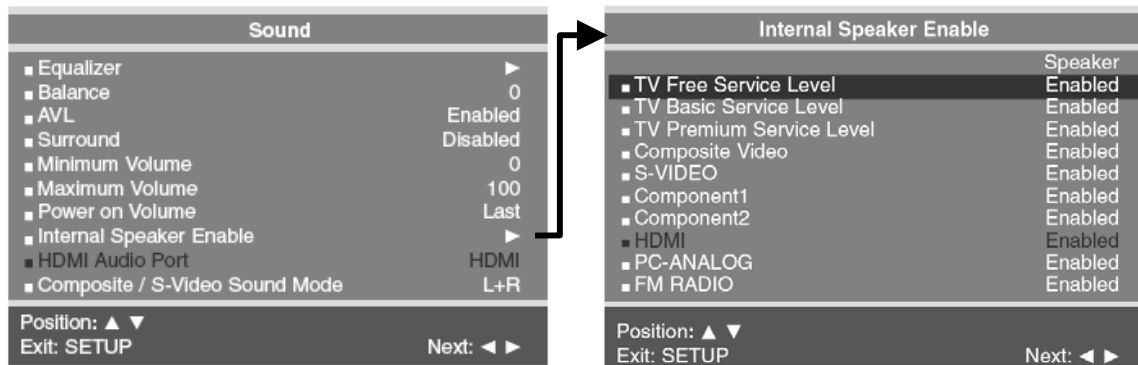 Sound
Equalizer ►
Balance 0
AVL Enabled
Surround Disabled
Minimum Volume 0
Maximum Volume 100
Power on Volume Last
Internal Speaker Enable ►
HDMI Audio Port HDMI
Composite / S-Video Sound Mode L+R
Position: ▲ ▼
Exit: SETUP Next: ◄ ►
Internal Speaker Enable
Speaker
TV Free Service Level Enabled
TV Basic Service Level Enabled
TV Premium Service Level Enabled
Composite Video Enabled
S-VIDEO Enabled
Component1 Enabled
Component2 Enabled
HDMI Enabled
PC-ANALOG Enabled
FM RADIO Enabled
Position: ▲ ▼
Exit: SETUP Next: ◄ ►